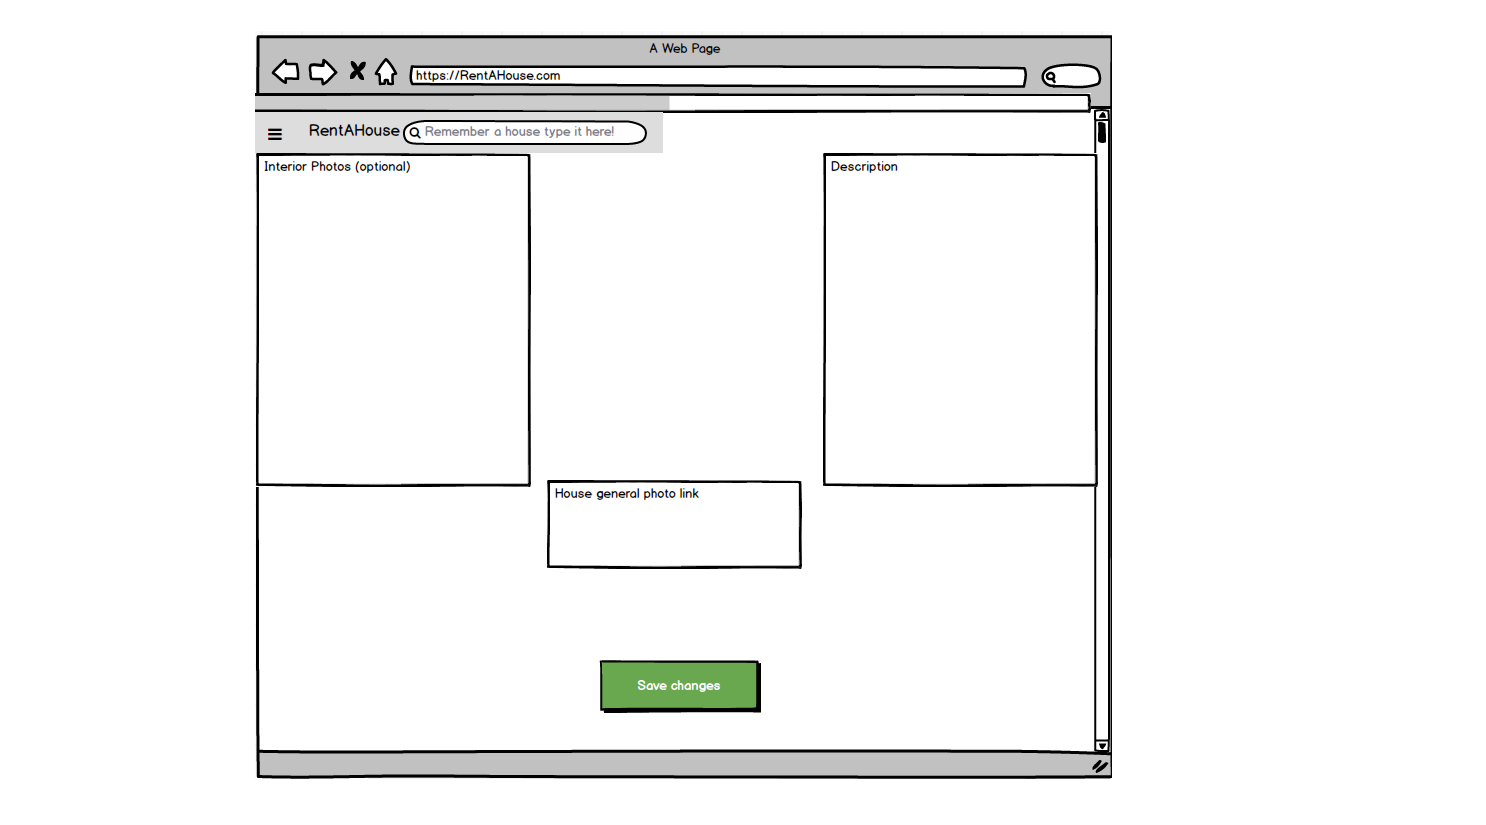 A Web Page
https://RentAHouse.com
RentAHouse
Remember a house type it here!
Interior Photos (optional)
Description
House general photo link
Save changes